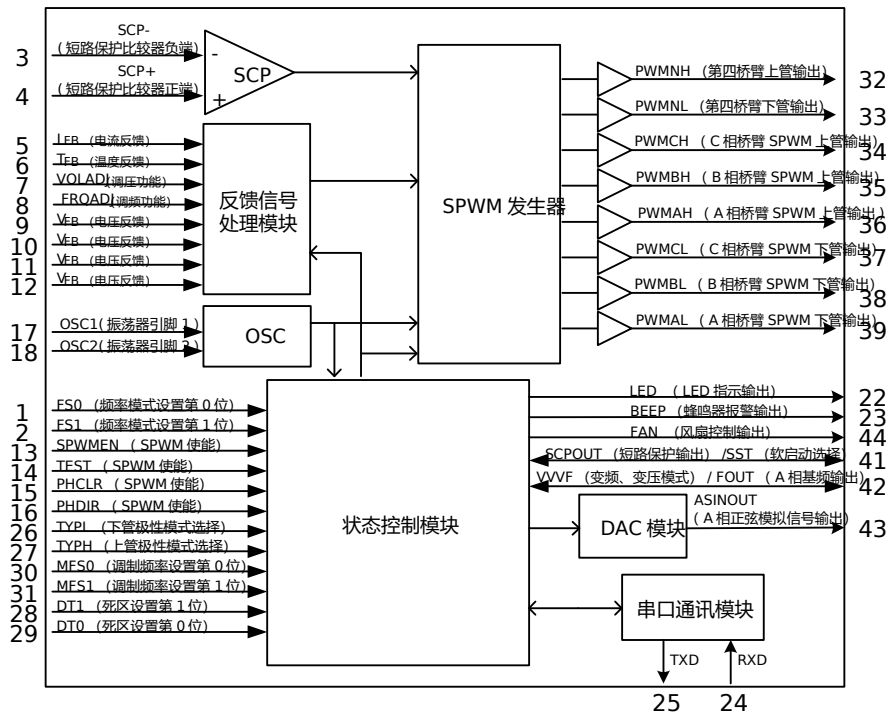 SCP-
(短路保护比较器负端)
3
SCP+
(短路保护比较器正端)
4
SCP
-
+
5 IFB (电流反馈)
6 TFB (温度反馈)
7 VOLADJ(调压功能)
8 FRQADJ(调频功能)
9 VFB (电压反馈)
10 VFB (电压反馈)
11 VFB (电压反馈)
12 VFB (电压反馈)
反馈信号
处理模块
17 OSC1(振荡器引脚 1 )
18 OSC2(振荡器引脚 2 )
OSC
SPWM 发生器
PWMNH (第四桥臂上管输出) 32
PWMNL (第四桥臂下管输出) 33
PWMCH ( C 相桥臂 SPWM 上管输出) 34
PWMBH ( B 相桥臂 SPWM 上管输出) 35
PWMAH ( A 相桥臂 SPWM 上管输出) 36
PWMCL ( C 相桥臂 SPWM 下管输出) 37
PWMBL ( B 相桥臂 SPWM 下管输出) 38
PWMAL ( A 相桥臂 SPWM 下管输出) 39
1 FS0 (频率模式设置第 0 位)
2 FS1 (频率模式设置第 1 位)
13 SPWMEN ( SPWM 使能)
14 TEST ( SPWM 使能)
15 PHCLR ( SPWM 使能)
16 PHDIR ( SPWM 使能)
26 TYPL (下管极性模式选择)
27 TYPH (上管极性模式选择)
30 MFS0 (调制频率设置第 0 位)
31 MFS1 (调制频率设置第 1 位)
28 DT1 (死区设置第 1 位)
29 DT0 (死区设置第 0 位)
状态控制模块
LED ( LED 指示输出) 22
BEEP (蜂鸣器报警输出) 23
FAN (风扇控制输出) 44
SCPOUT (短路保护输出) /SST (软启动选择) 41
VVVF (变频、变压模式) / FOUT ( A 相基频输出) 42
DAC 模块
ASINOUT
( A 相正弦模拟信号输出) 43
串口通讯模块
TXD RXD
25 24